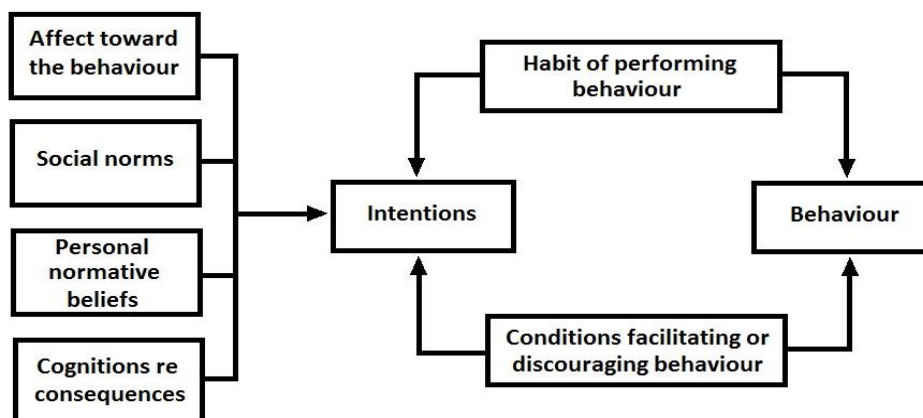 Affect toward
the behaviour
Social norms
Personal
normative
beliefs
Cognitions re
consequences
Intentions
Habit of performing
behaviour
Conditions facilitating or
discouraging behaviour
Behaviour